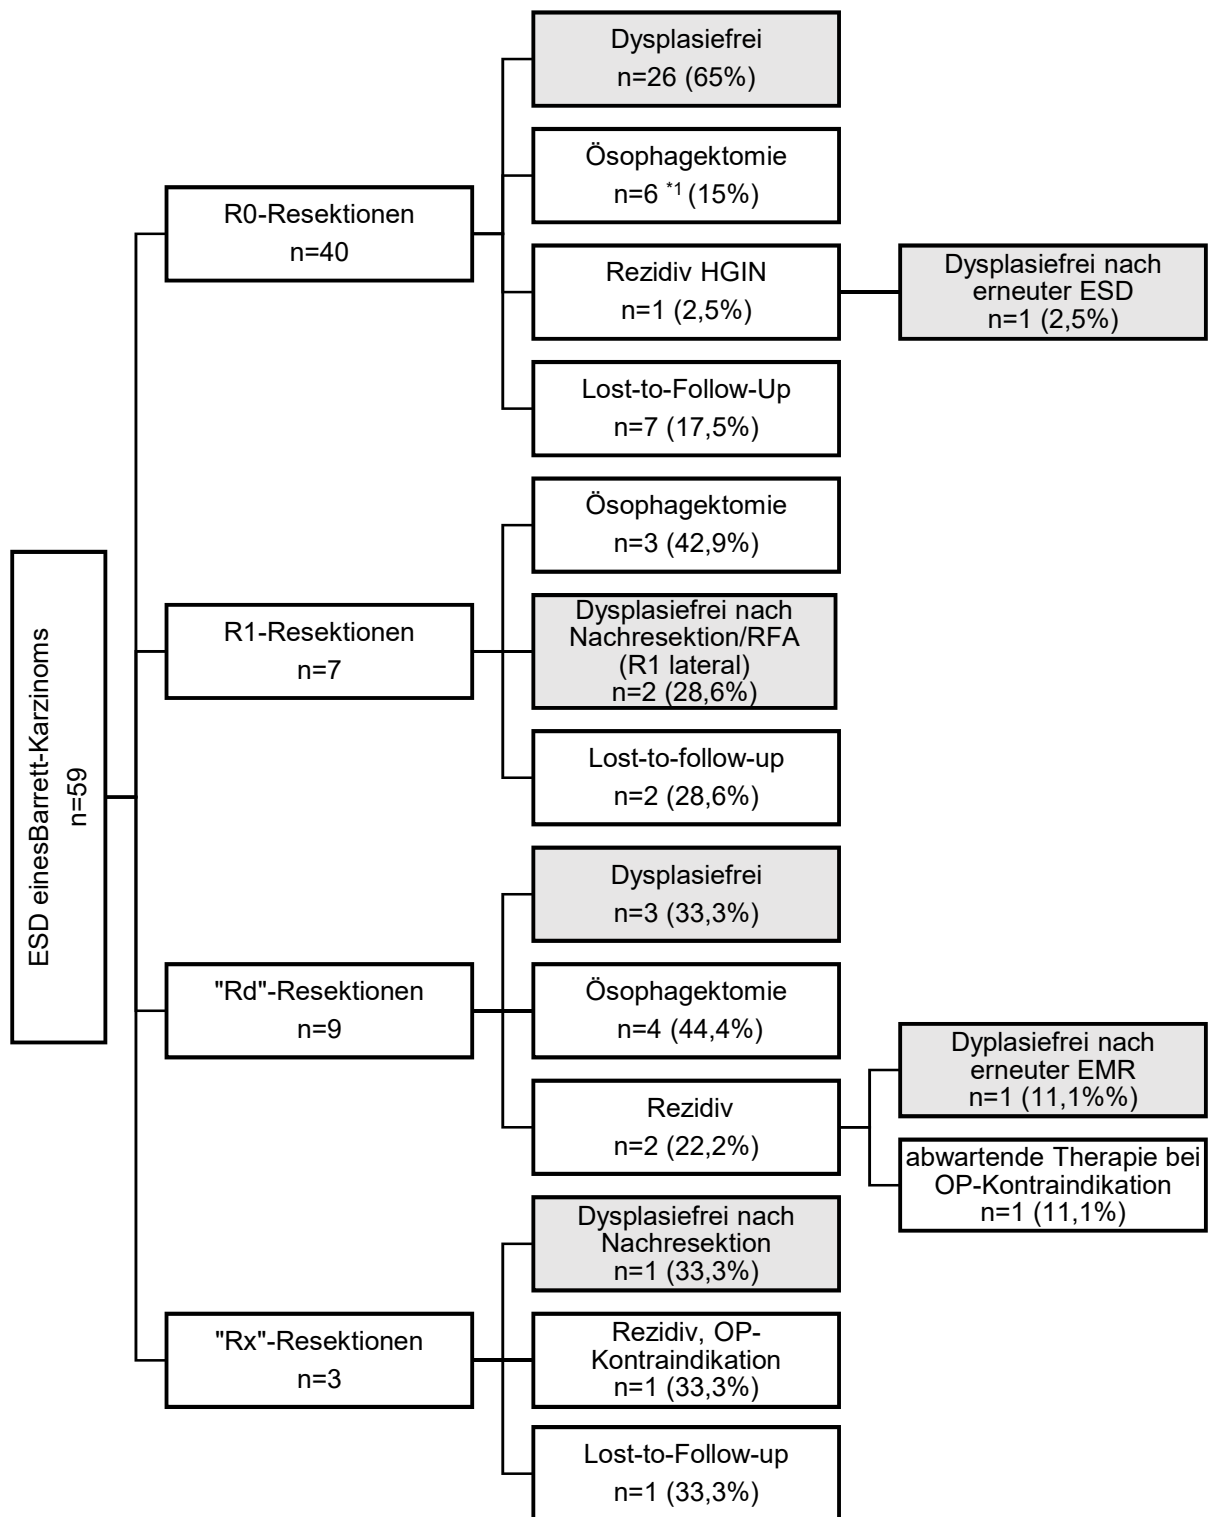 ESD einesBarrett-Karzinoms
n=59
R0-Resektionen
n=40
Dysplasiefrei
n=26 (65%)
Ösophagektomie
n=6 *1 (15%)
Rezidiv HGIN
n=1 (2,5%)
Dysplasiefrei nach
erneuter ESD
n=1 (2,5%)
Lost-to-Follow-Up
n=7 (17,5%)
R1-Resektionen
n=7
Ösophagektomie
n=3 (42,9%)
Dysplasiefrei nach
Nachresektion/RFA
(R1 lateral)
n=2 (28,6%)
Lost-to-follow-up
n=2 (28,6%)
"Rd"-Resektionen
n=9
Dysplasiefrei
n=3 (33,3%)
Ösophagektomie
n=4 (44,4%)
Rezidiv
n=2 (22,2%)
Dyplasiefrei nach
erneuter EMR
n=1 (11,1%%)
abwartende Therapie bei
OP-Kontraindikation
n=1 (11,1%)
"Rx"-Resektionen
n=3
Dysplasiefrei nach
Nachresektion
n=1 (33,3%)
Rezidiv, OP-
Kontraindikation
n=1 (33,3%)
Lost-to-Follow-up
n=1 (33,3%)